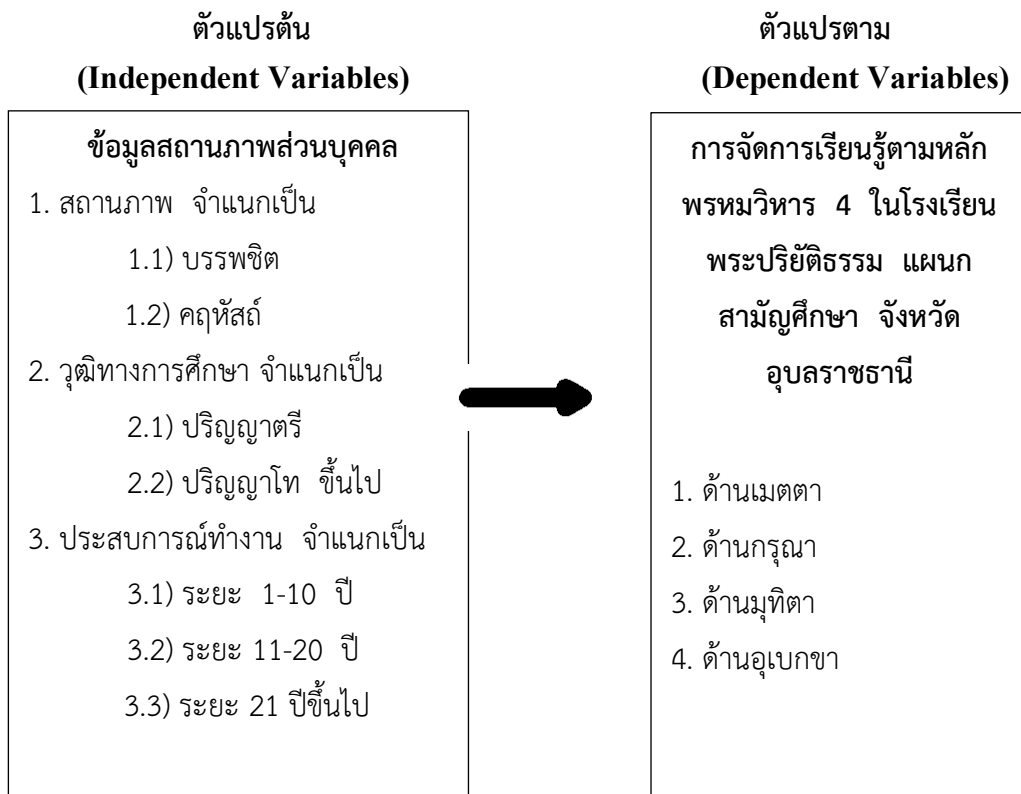 ตัวแปรต้น
(Independent Variables)
ข้อมูลสถานภาพส่วนบุคคล
1. สถานภาพ จำแนกเป็น
1.1) บรรพชิต
1.2) คฤหัสถ์
2. วุฒิทางการศึกษา จำแนกเป็น
2.1) ปริญญาตรี
2.2) ปริญญาโท ขึ้นไป
3. ประสบการณ์ทำงาน จำแนกเป็น
3.1) ระยะ 1-10 ปี
3.2) ระยะ 11-20 ปี
3.3) ระยะ 21 ปีขึ้นไป
ตัวแปรตาม
(Dependent Variables)
การจัดการเรียนรู้ตามหลัก
พรหมวิหาร 4 ในโรงเรียน
พระปริยัติธรรม แผนก
สามัญศึกษา จังหวัด
อุบลราชธานี
1. ด้านเมตตา
2. ด้านกรุณา
3. ด้านมุทิตา
4. ด้านอุเบกขา